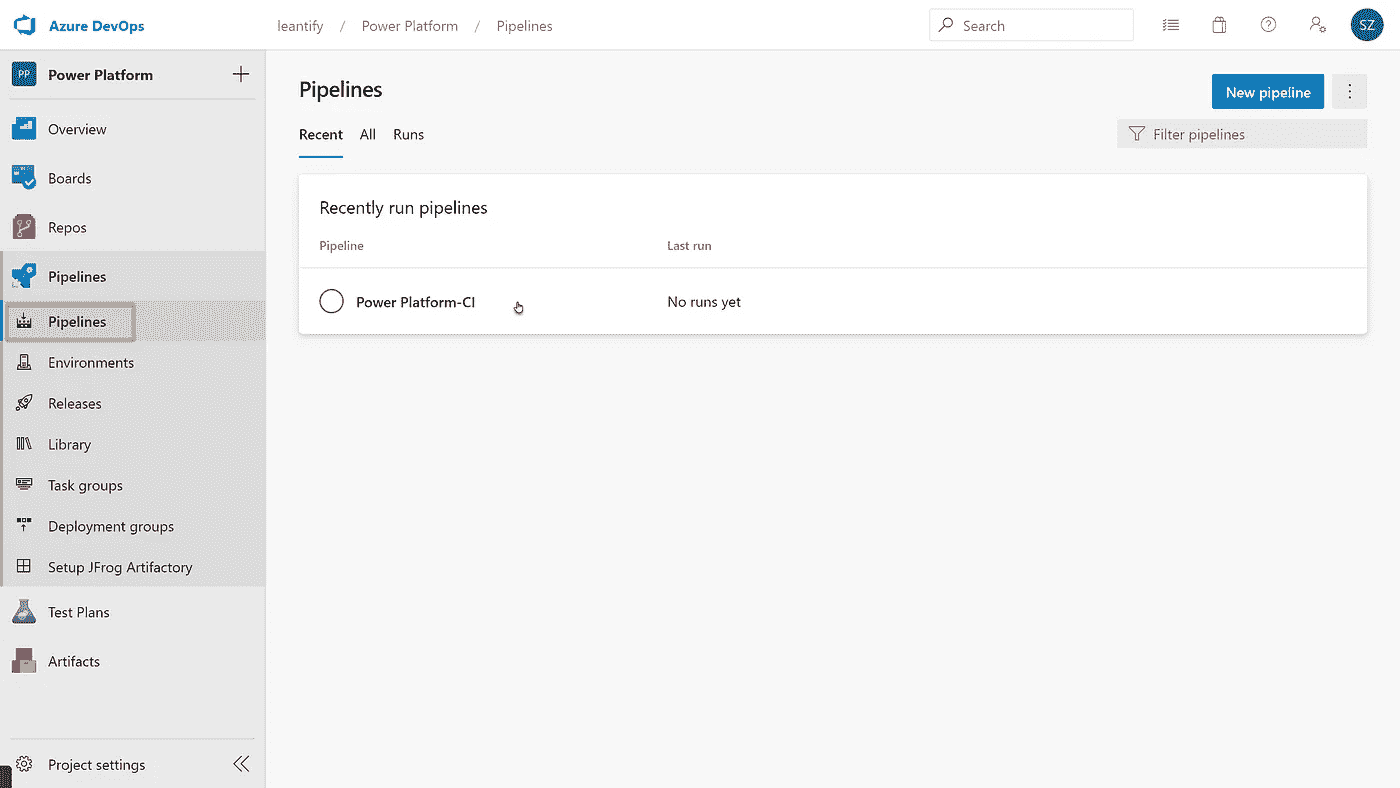 Azure DevOps
leantify / Power Platform / Pipelines
Search
SZ
PP Power Platform
Overview
Boards
Repos
Pipelines
Pipelines
Environments
Releases
Library
Task groups
Deployment groups
Setup JFrog Artifactory
Test Plans
Artifacts
Project settings
Pipelines
New pipeline
Recent All Runs
Filter pipelines
Recently run pipelines
Pipeline Last run
Power Platform-CI No runs yet